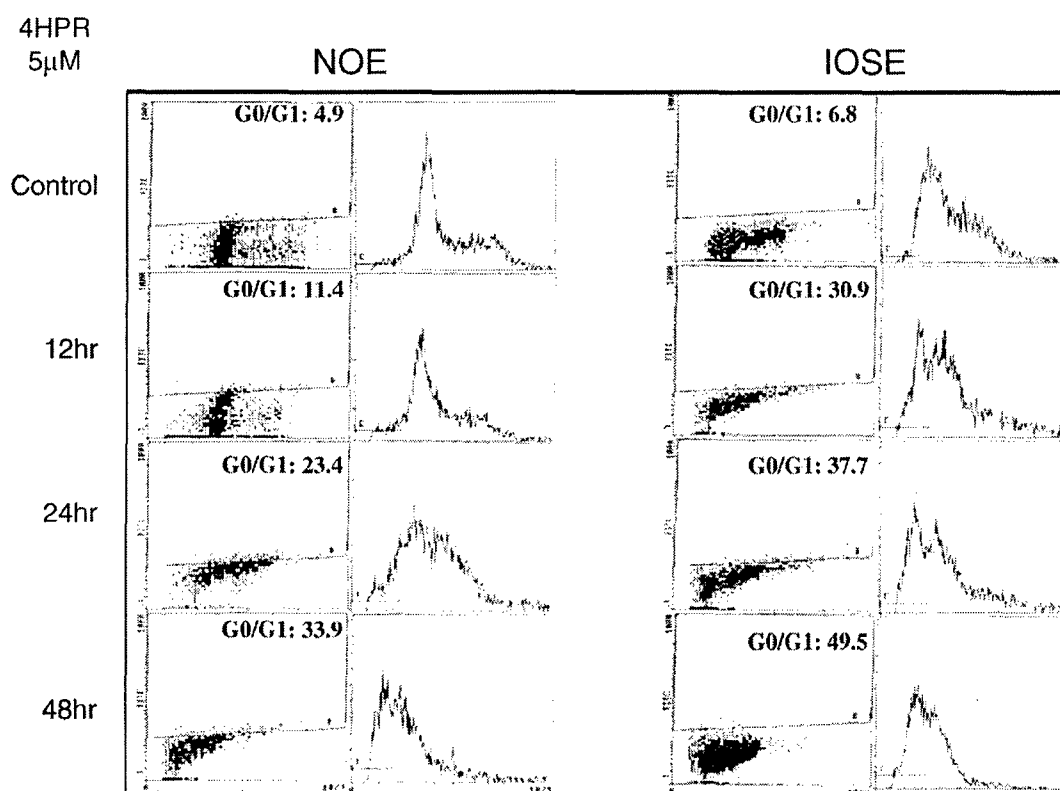 4HPR
5µM
NOE
IOSE
Control
G0/G1: 4.9
G0/G1: 6.8
12hr
G0/G1: 11.4
G0/G1: 30.9
24hr
G0/G1: 23.4
G0/G1: 37.7
48hr
G0/G1: 33.9
G0/G1: 49.5